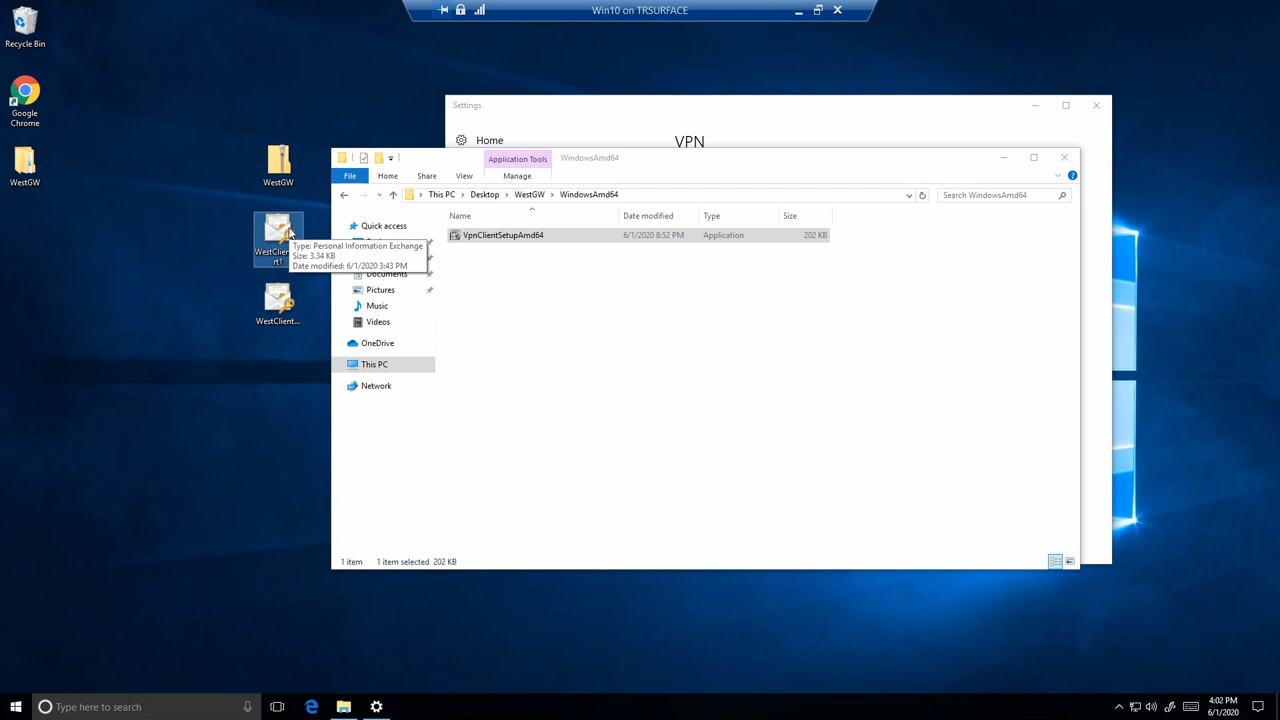 Win10 on TRSURFACE
Recycle Bin
Google
Chrome
WestGW
WestGW
WestClien
rt1
Type: Personal Information Exchange
Size: 3.34 KB
Date modified: 6/1/2020 3:43 PM
WestClient...
Settings
Home
VPN
Application Tools
WindowsAmd64
File
Home
Share
View
Manage
This PC
Desktop
WestGW
WindowsAmd64
Search WindowsAmd64
Name
Date modified
Type
Size
VpnClientSetupAmd64
6/1/2020 8:52 PM
Application
202 KB
Quick access
Documents
Pictures
Music
Videos
OneDrive
This PC
Network
1 item
1 item selected 202 KB
Type here to search
4:02 PM
6/1/2020